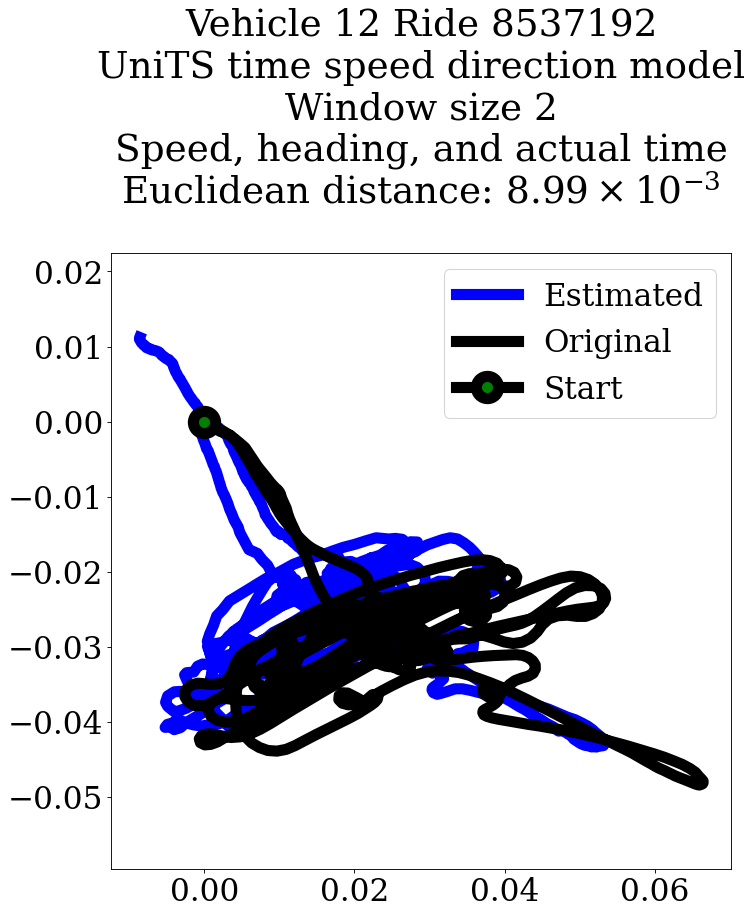 Vehicle 12 Ride 8537192
UniTS time speed direction model
Window size 2
Speed, heading, and actual time
Euclidean distance: 8.99 × 10⁻³
0.02
0.01
0.00
−0.01
−0.02
−0.03
−0.04
−0.05
Estimated
Original
Start
0.00 0.02 0.04 0.06